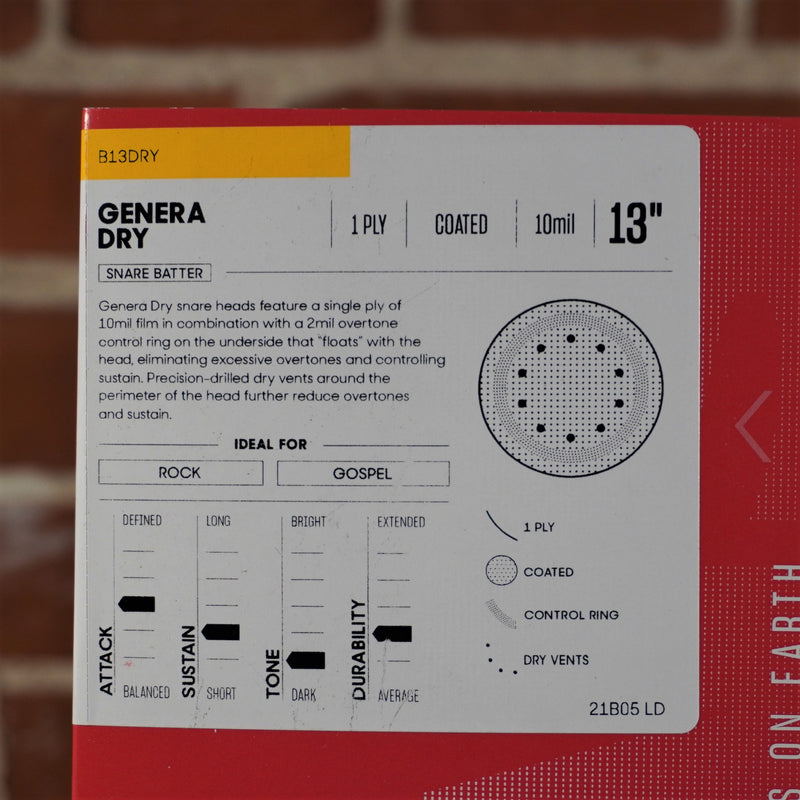 B13DRY
GENERA
DRY
1 PLY
COATED
10mil
13"
SNARE BATTER
Genera Dry snare heads feature a single ply of
10mil film in combination with a 2mil overtone
control ring on the underside that "floats" with the
head, eliminating excessive overtones and controlling
sustain. Precision-drilled dry vents around the
perimeter of the head further reduce overtones
and sustain.
IDEAL FOR
ROCK
GOSPEL
ATTACK
DEFINED
BALANCED
SUSTAIN
LONG
SHORT
TONE
BRIGHT
DARK
DURABILITY
EXTENDED
AVERAGE
1 PLY
COATED
CONTROL RING
DRY VENTS
21B05 LD
ON EARTH